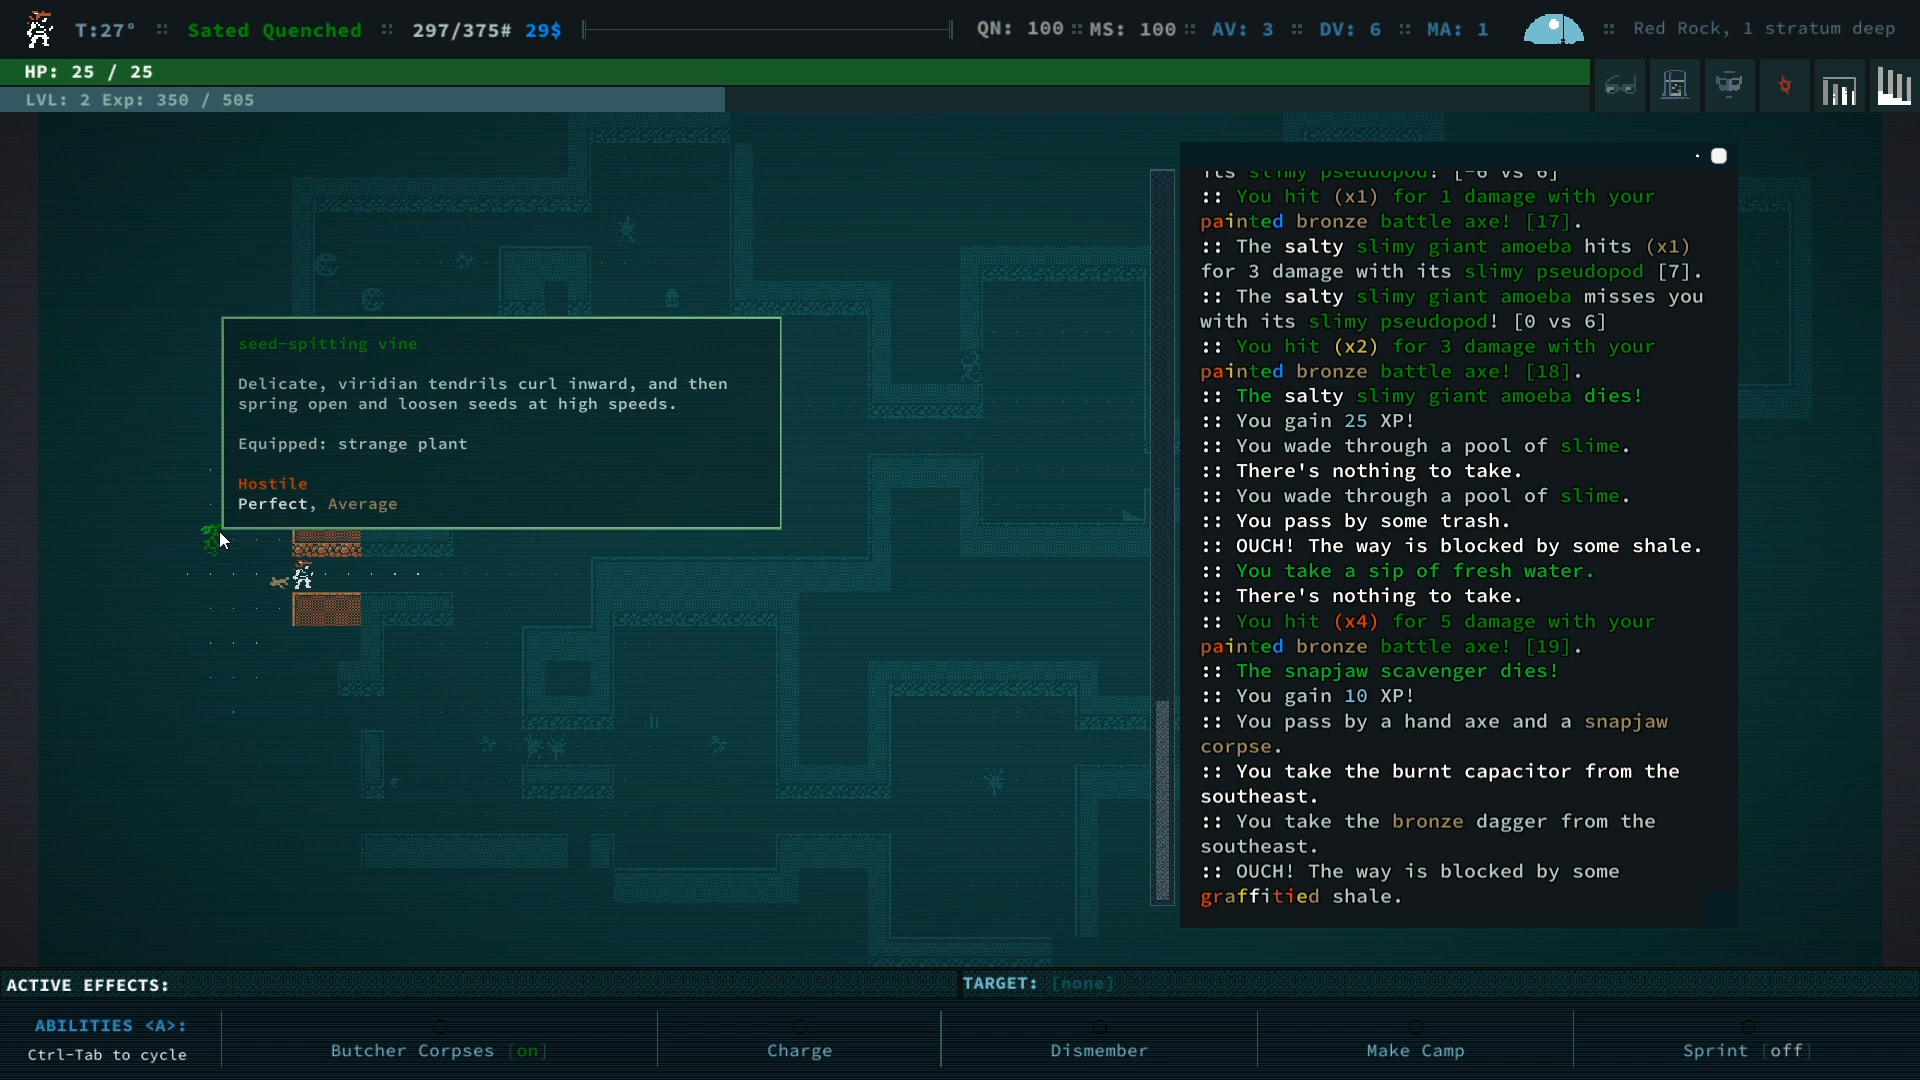 T:27° :: Sated Quenched :: 297/375# 29$ QN: 100 :: MS: 100 :: AV: 3 :: DV: 6 :: MA: 1 :: Red Rock, 1 stratum deep
HP: 25 / 25
LVL: 2 Exp: 350 / 505
seed-spitting vine
Delicate, viridian tendrils curl inward, and then
spring open and loosen seeds at high speeds.
Equipped: strange plant
Hostile
Perfect, Average
its slimy pseudopod! [-6 vs 6]
:: You hit (x1) for 1 damage with your
painted bronze battle axe! [17].
:: The salty slimy giant amoeba hits (x1)
for 3 damage with its slimy pseudopod [7].
:: The salty slimy giant amoeba misses you
with its slimy pseudopod! [0 vs 6]
:: You hit (x2) for 3 damage with your
painted bronze battle axe! [18].
:: The salty slimy giant amoeba dies!
:: You gain 25 XP!
:: You wade through a pool of slime.
:: There's nothing to take.
:: You wade through a pool of slime.
:: You pass by some trash.
:: OUCH! The way is blocked by some shale.
:: You take a sip of fresh water.
:: There's nothing to take.
:: You hit (x4) for 5 damage with your
painted bronze battle axe! [19].
:: The snapjaw scavenger dies!
:: You gain 10 XP!
:: You pass by a hand axe and a snapjaw
corpse.
:: You take the burnt capacitor from the
southeast.
:: You take the bronze dagger from the
southeast.
:: OUCH! The way is blocked by some
graffitied shale.
ACTIVE EFFECTS:
TARGET: [none]
ABILITIES <A>:
Ctrl-Tab to cycle
Butcher Corpses [on]
Charge
Dismember
Make Camp
Sprint [off]